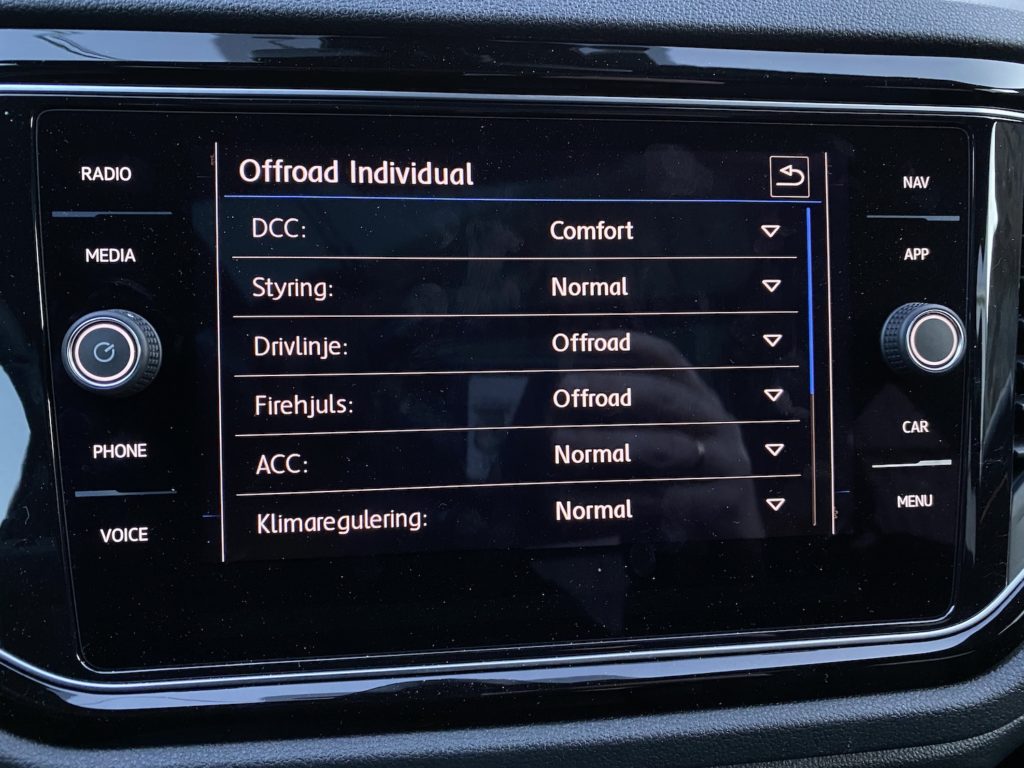 RADIO
MEDIA
PHONE
VOICE
Offroad Individual
DCC: Comfort
Styring: Normal
Drivlinje: Offroad
Firehjuls: Offroad
ACC: Normal
Klimaregulering: Normal
NAV
APP
CAR
MENU